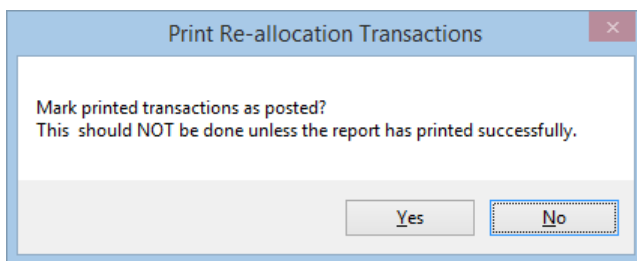 Print Re-allocation Transactions
Mark printed transactions as posted?
This  should NOT be done unless the report has printed successfully.
Yes
No